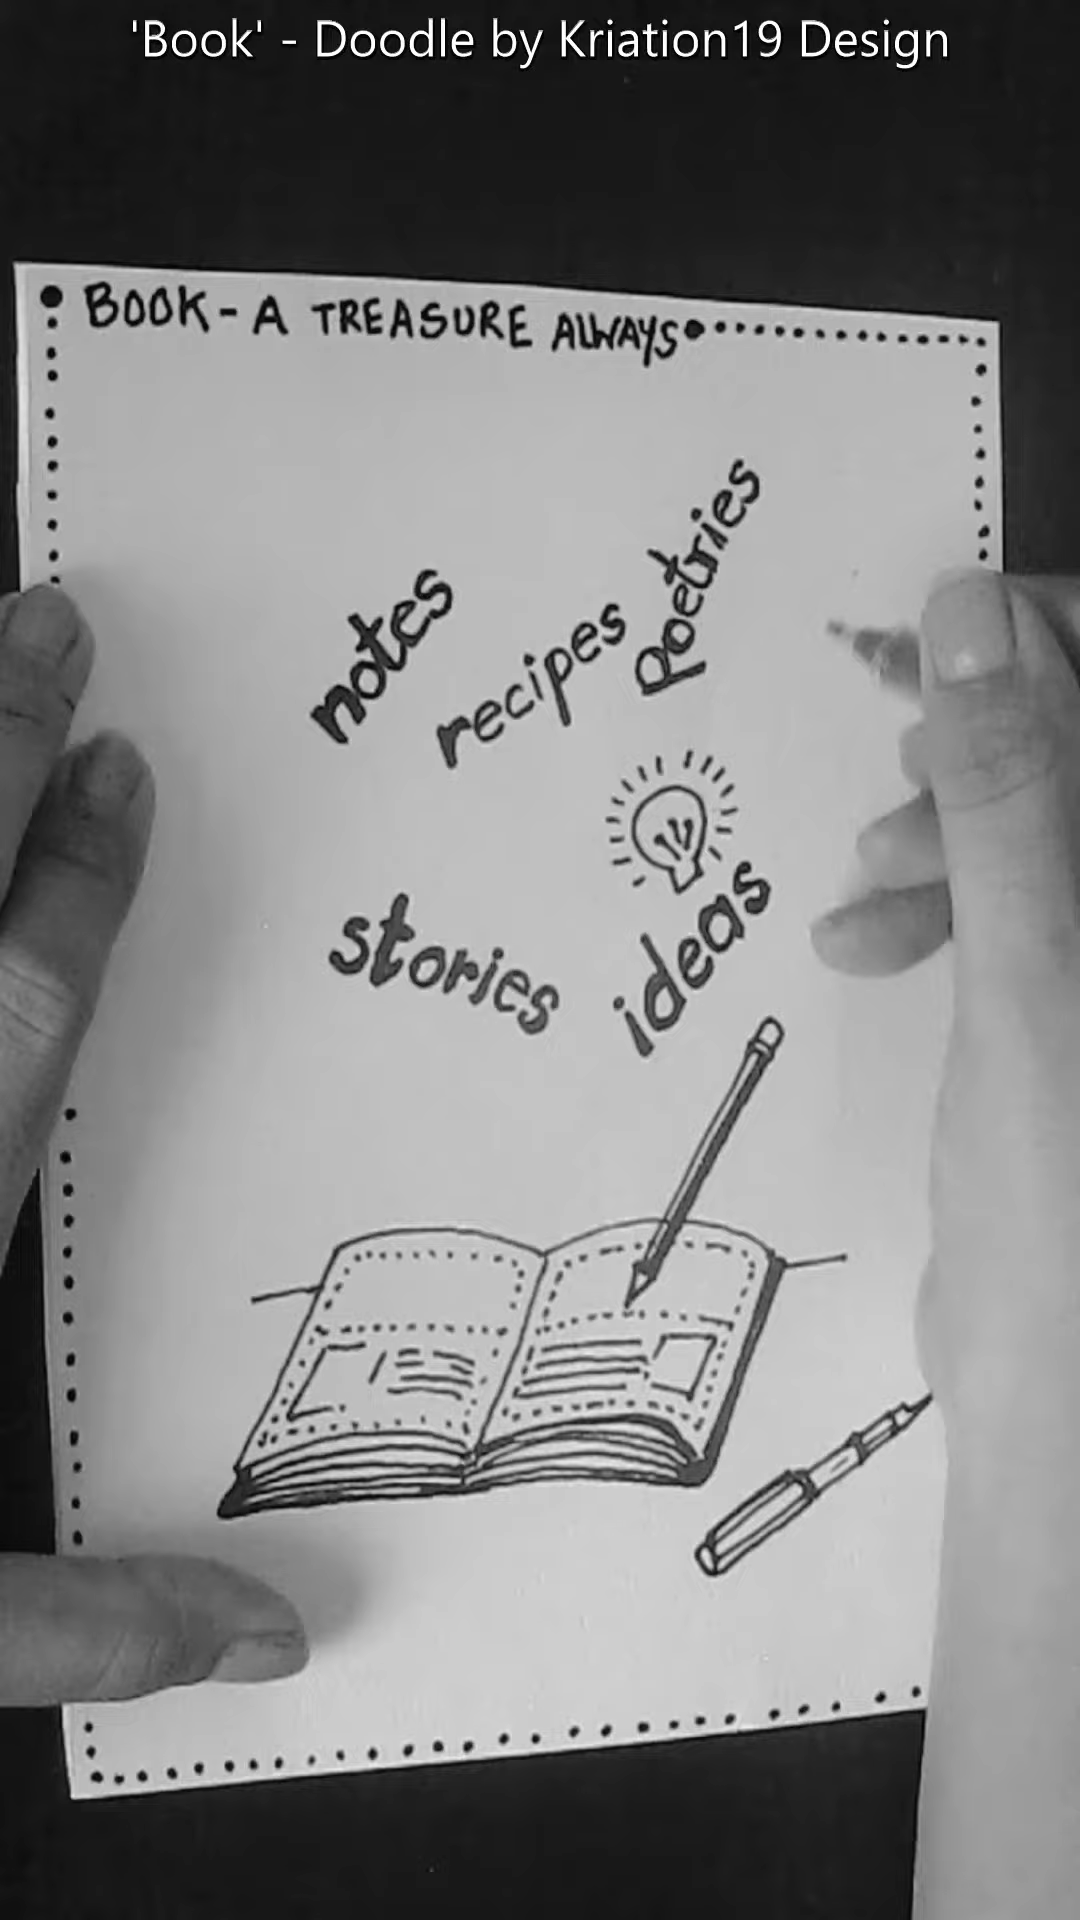 'Book' - Doodle by Kriation19 Design
BOOK - A TREASURE ALWAYS
poetries
notes
recipes
stories
ideas